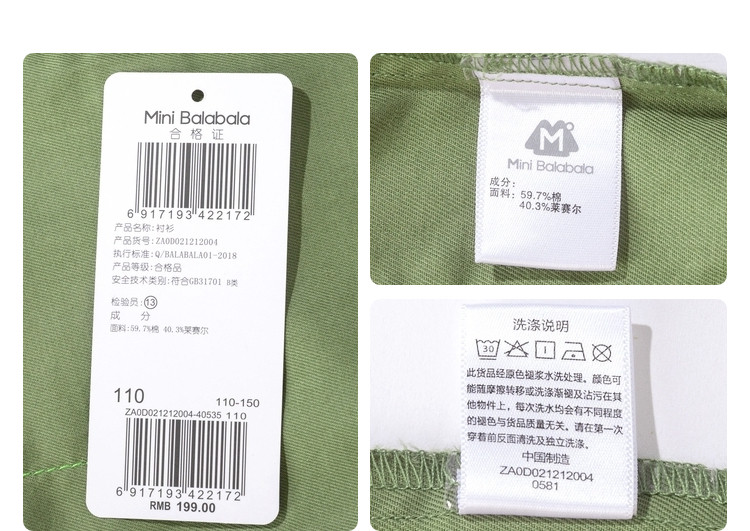 Mini Balabala
合格证
6 917193 422172
产品名称:衬衫
产品货号:ZA0D021212004
执行标准:Q/BALABALA01-2018
产品等级:合格品
安全技术类别:符合GB31701 B类
检验员:⑬
成 分
面料:59.7%棉 40.3%莱赛尔
110 110-150
ZA0D021212004-40535 110
6 917193 422172
RMB 199.00
M
Mini Balabala
成分:
面料: 59.7%棉
40.3%莱赛尔
洗涤说明
30
此货品经原色褪浆水洗处理。颜色可
能随摩擦转移或洗涤渐褪及沾污在其
他物件上，每次洗水均会有不同程度
的褪色与货品质量无关。请在第一次
穿着前反面清洗及独立洗涤。
中国制造
ZA0D021212004
0581